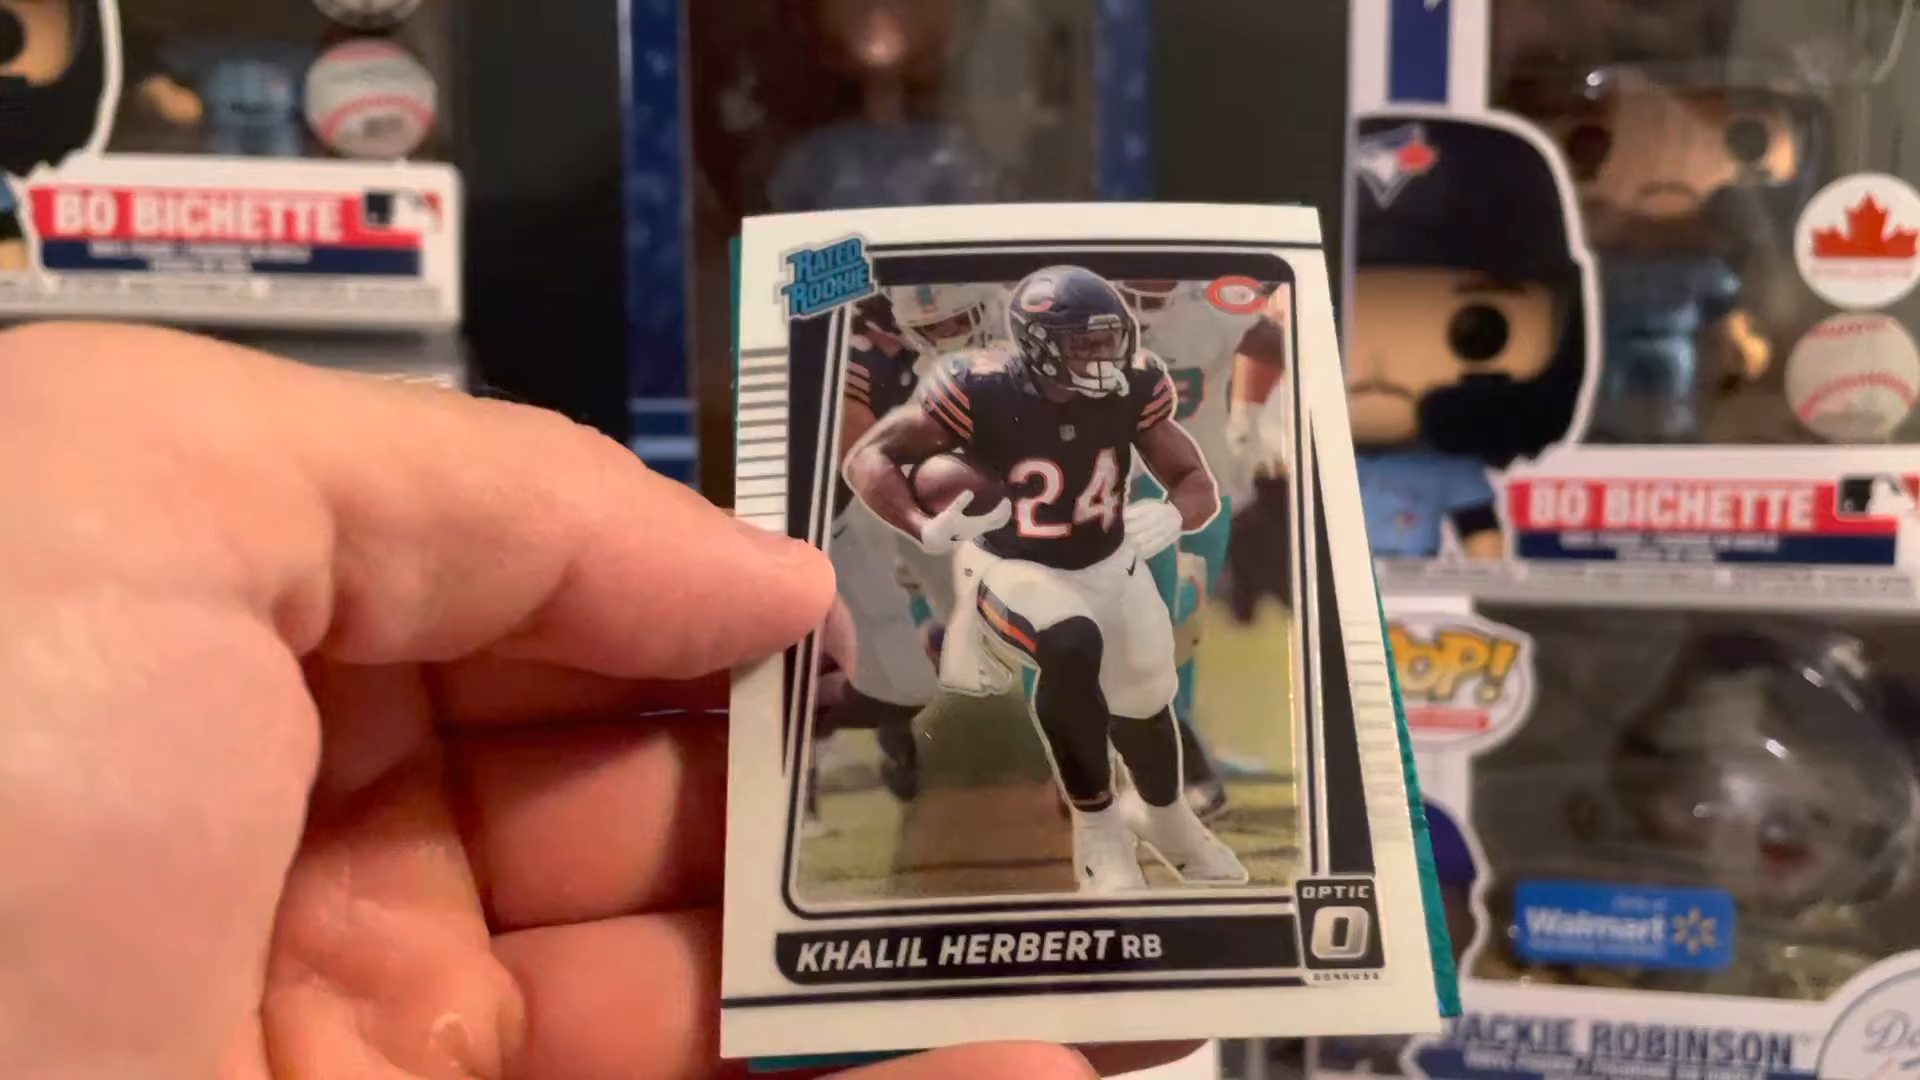 BO BICHETTE
RATED
ROOKIE
24
BO BICHETTE
POP!
OPTIC
KHALIL HERBERT RB
DONRUSS
Walmart
JACKIE ROBINSON